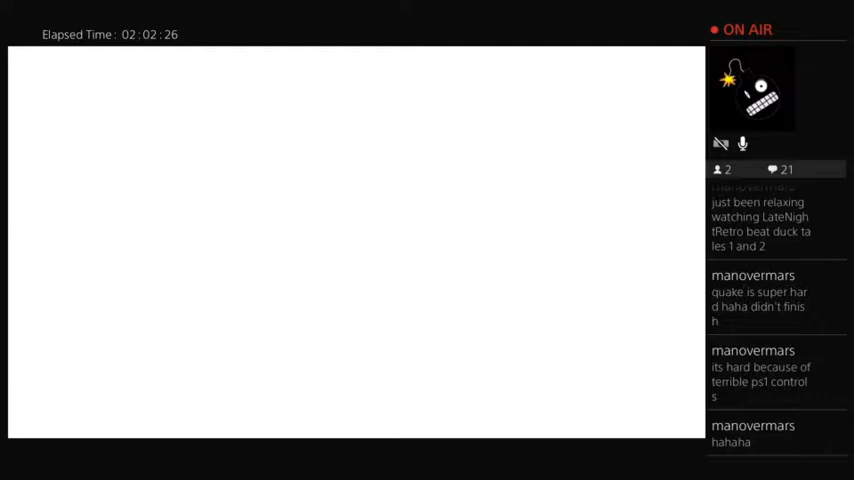 Elapsed Time: 02:02:26
ON AIR
2 21
manovermars
just been relaxing
watching LateNigh
tRetro beat duck ta
les 1 and 2
manovermars
quake is super har
d haha didn't finis
h
manovermars
its hard because of
terrible ps1 control
s
manovermars
hahaha